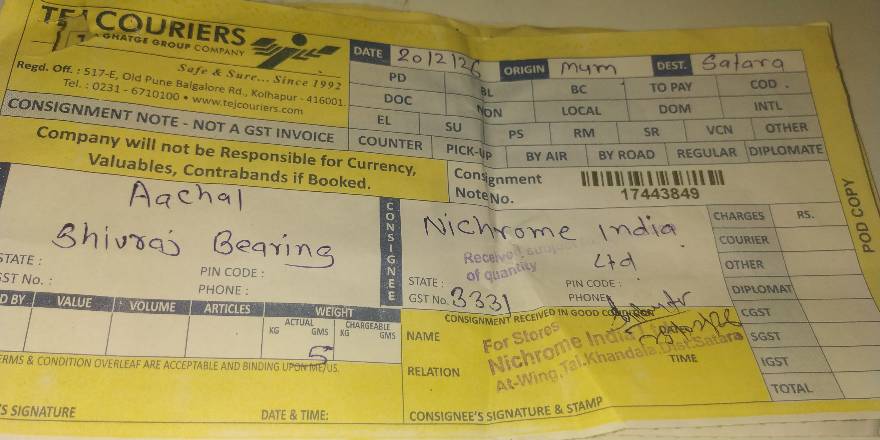 TEJ COURIERS
A GHATGE GROUP COMPANY
Safe & Sure... Since 1992
Regd. Off. : 517-E, Old Pune Balgalore Rd., Kolhapur - 416001.
Tel. : 0231 - 6710100 • www.tejcouriers.com
CONSIGNMENT NOTE - NOT A GST INVOICE
Company will not be Responsible for Currency,
Valuables, Contrabands if Booked.
DATE 20/2/26 ORIGIN Mum DEST. Satara
PD BL BC TO PAY COD
DOC NON LOCAL DOM INTL
EL SU PS RM SR VCN OTHER
COUNTER PICK-UP BY AIR BY ROAD REGULAR DIPLOMATE
Consignment
Note No. 17443849
Aachal
Shivraj Bearing
STATE :
PIN CODE :
GST No. :
PHONE :
CONSIGNEE
Nichrome India
Ltd
Received
of quantity
STATE :
PIN CODE :
GST No. 3331
PHONE
CHARGES RS.
COURIER
OTHER
DIPLOMAT
CGST
SGST
IGST
TOTAL
POD COPY
D BY VALUE VOLUME ARTICLES WEIGHT
ACTUAL CHARGEABLE
KG GMS KG GMS
5
TERMS & CONDITION OVERLEAF ARE ACCEPTABLE AND BINDING UPON ME/US.
'S SIGNATURE DATE & TIME:
CONSIGNMENT RECEIVED IN GOOD
NAME
RELATION
TIME
For Stores
Nichrome India
At-Wing, Tal. Khandala. Dist. Satara
CONSIGNEE'S SIGNATURE & STAMP